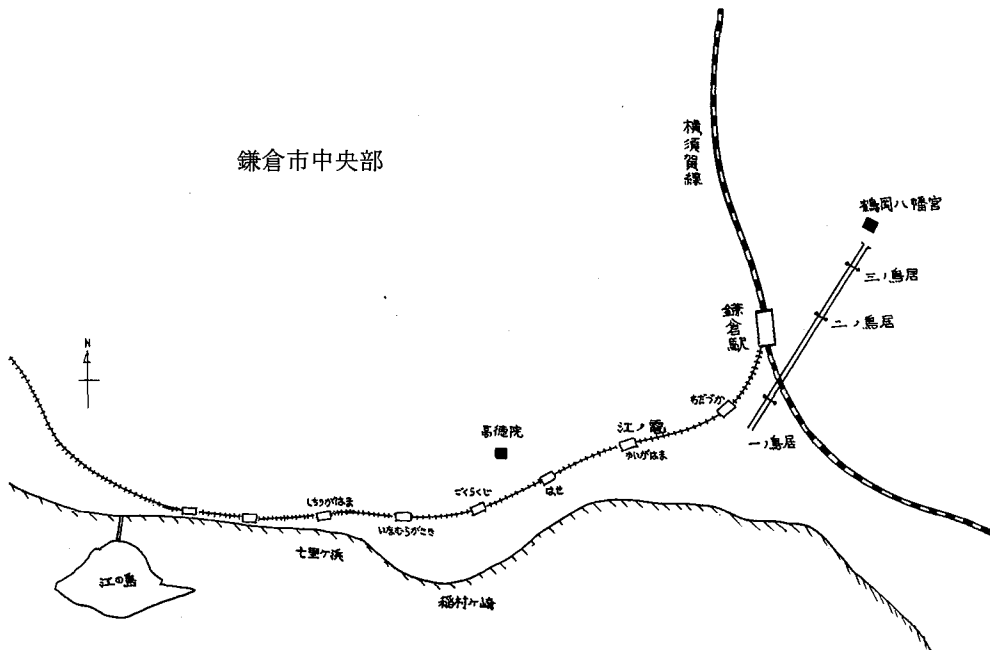 鎌倉市中央部
横須賀線
鶴岡八幡宮
三ノ鳥居
二ノ鳥居
鎌倉駅
一ノ鳥居
N
わだづか
江ノ電
ゆいがはま
高徳院
はせ
ごくらくじ
しちりがはま
いなむらがさき
七里ヶ浜
稲村ヶ崎
江の島